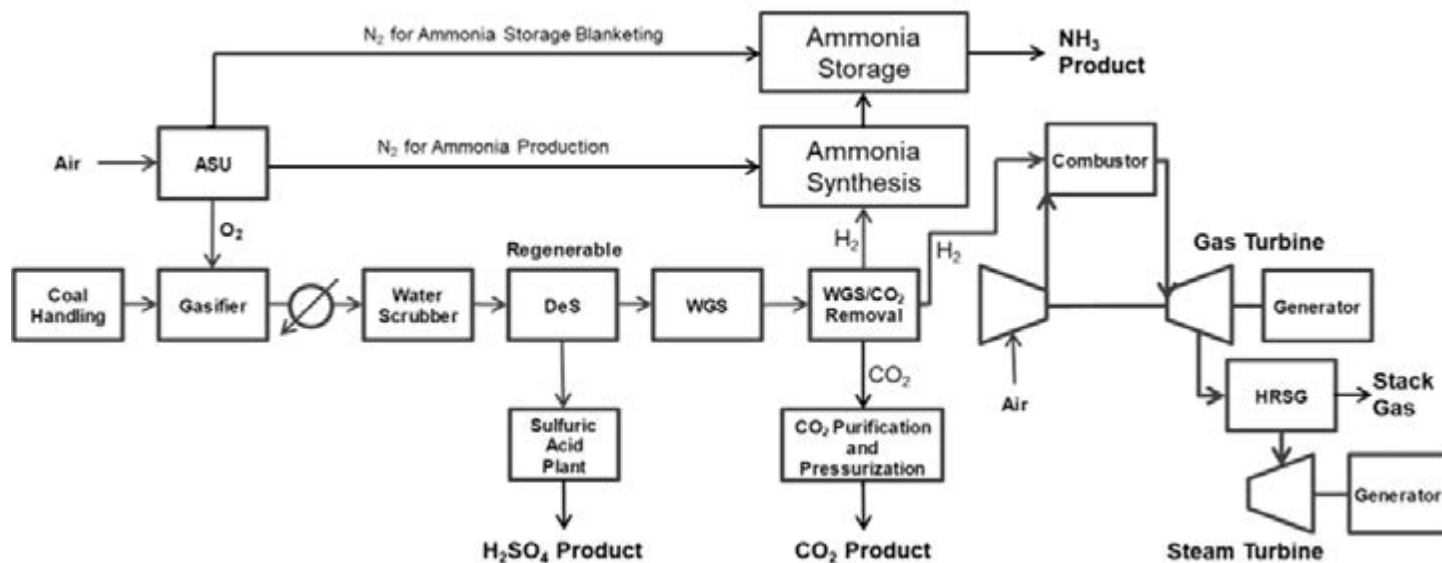 N₂ for Ammonia Storage Blanketing
Ammonia
Storage
NH₃
Product
Air
ASU
N₂ for Ammonia Production
Ammonia
Synthesis
Combustor
O₂
H₂
H₂
Gas Turbine
Regenerable
Coal
Handling
Gasifier
Water
Scrubber
DeS
WGS
WGS/CO₂
Removal
Generator
CO₂
Air
HRSG
Stack
Gas
Sulfuric
Acid
Plant
CO₂ Purification
and
Pressurization
Generator
H₂SO₄ Product
CO₂ Product
Steam Turbine